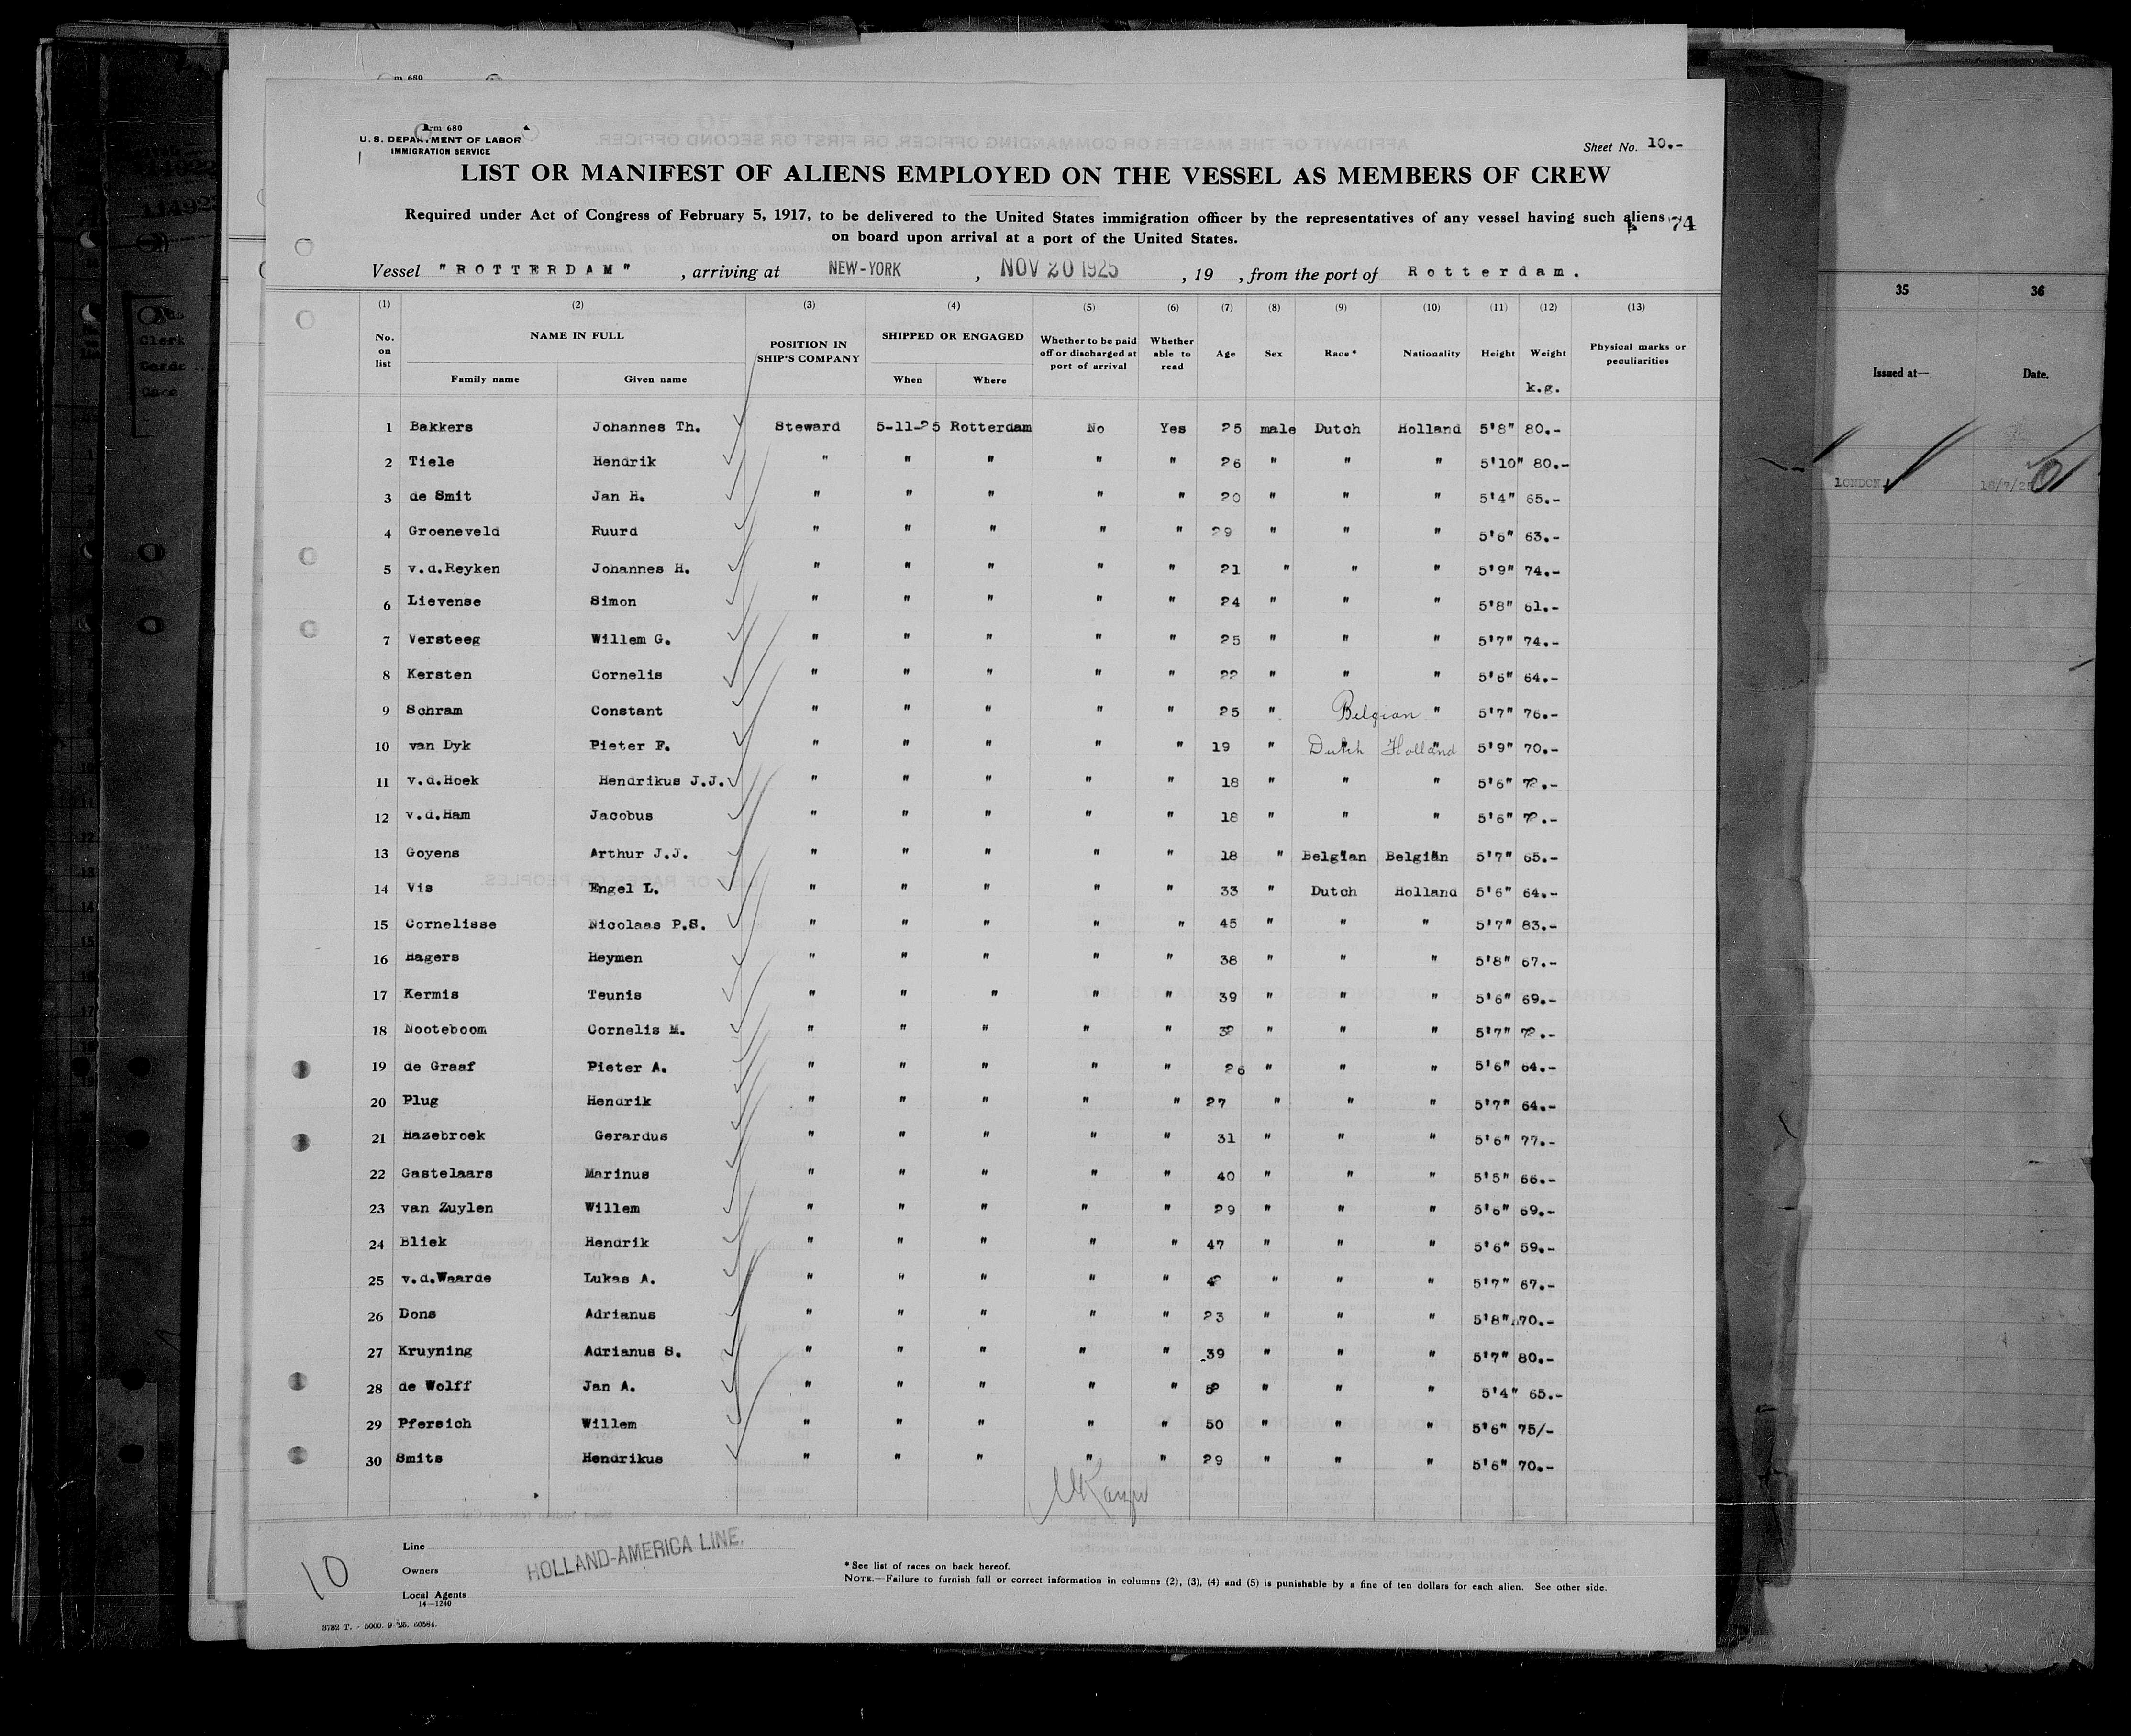 Form 680
U. S. DEPARTMENT OF LABOR
IMMIGRATION SERVICE
Sheet No. 10.-
LIST OR MANIFEST OF ALIENS EMPLOYED ON THE VESSEL AS MEMBERS OF CREW
Required under Act of Congress of February 5, 1917, to be delivered to the United States immigration officer by the representatives of any vessel having such aliens
on board upon arrival at a port of the United States.
74
Vessel "ROTTERDAM" , arriving at NEW-YORK , NOV 20 1925 , 19 , from the port of Rotterdam.
(1) (2) (3) (4) (5) (6) (7) (8) (9) (10) (11) (12) (13)
No. on list NAME IN FULL Family name Given name POSITION IN SHIP'S COMPANY SHIPPED OR ENGAGED When Where Whether to be paid off or discharged at port of arrival Whether able to read Age Sex Race* Nationality Height Weight k.g. Physical marks or peculiarities
1 Bakkers Johannes Th. Steward 5-11-25 Rotterdam No Yes 25 male Dutch Holland 5'8" 80.-
2 Tiele Hendrik " " " " " 26 " " " 5'10" 80.-
3 de Smit Jan H. " " " " " 20 " " " 5'4" 65.-
4 Groeneveld Ruurd " " " " " 29 " " " 5'6" 63.-
5 v.d.Reyken Johannes H. " " " " " 21 " " " 5'9" 74.-
6 Lievense Simon " " " " " 24 " " " 5'8" 61.-
7 Versteeg Willem G. " " " " " 25 " " " 5'7" 74.-
8 Kersten Cornelis " " " " " 22 " " " 5'6" 64.-
9 Schram Constant " " " " " 25 " Belgian " 5'7" 76.-
10 van Dyk Pieter F. " " " " " 19 " Dutch Holland 5'9" 70.-
11 v.d.Hoek Hendrikus J.J. " " " " " 18 " " " 5'6" 72.-
12 v.d.Ham Jacobus " " " " " 18 " " " 5'6" 72.-
13 Goyens Arthur J.J. " " " " " 18 " Belgian Belgian 5'7" 65.-
14 Vis Engel L. " " " " " 33 " Dutch Holland 5'6" 64.-
15 Cornelisse Nicolaas P.S. " " " " " 45 " " " 5'7" 83.-
16 Hagers Heymen " " " " " 38 " " " 5'8" 67.-
17 Kermis Teunis " " " " " 39 " " " 5'6" 69.-
18 Nooteboom Cornelis M. " " " " " 32 " " " 5'7" 72.-
19 de Graaf Pieter A. " " " " " 26 " " " 5'6" 64.-
20 Plug Hendrik " " " " " 27 " " " 5'7" 64.-
21 Hazebroek Gerardus " " " " " 31 " " " 5'6" 77.-
22 Gastelaars Marinus " " " " " 40 " " " 5'5" 66.-
23 van Zuylen Willem " " " " " 29 " " " 5'6" 69.-
24 Bliek Hendrik " " " " " 47 " " " 5'6" 59.-
25 v.d.Waarde Lukas A. " " " " " 42 " " " 5'7" 67.-
26 Dons Adrianus " " " " " 23 " " " 5'8" 70.-
27 Kruyning Adrianus S. " " " " " 39 " " " 5'7" 80.-
28 de Wolff Jan A. " " " " " 52 " " " 5'4" 65.-
29 Pfersich Willem " " " " " 50 " " " 5'6" 75/-
30 Smits Hendrikus " " " " " 29 " " " 5'6" 70.-
Line
Owners HOLLAND-AMERICA LINE.
Local Agents
14—1240
10
*See list of races on back hereof.
NOTE.—Failure to furnish full or correct information in columns (2), (3), (4) and (5) is punishable by a fine of ten dollars for each alien. See other side.
3782 T. - 5000. 9-'25. 60584.
35 36
Issued at— Date.
LONDON